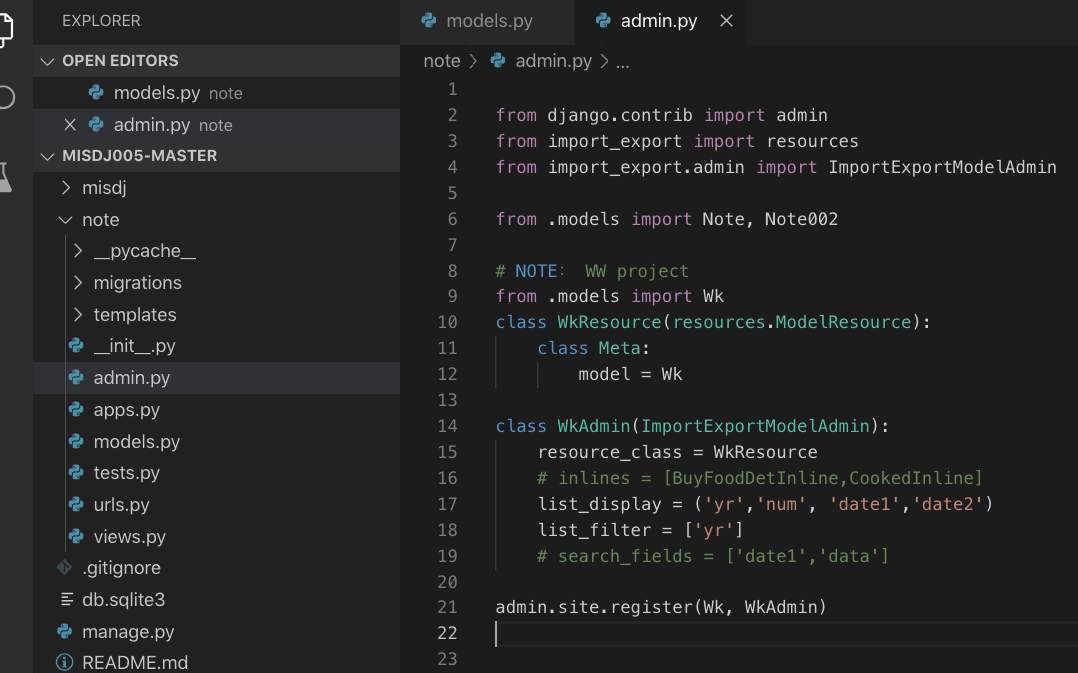 EXPLORER
OPEN EDITORS
models.py note
admin.py note
MISDJ005-MASTER
misdj
note
__pycache__
migrations
templates
__init__.py
admin.py
apps.py
models.py
tests.py
urls.py
views.py
.gitignore
db.sqlite3
manage.py
README.md
models.py
admin.py
note > admin.py > ...
1
2 from django.contrib import admin
3 from import_export import resources
4 from import_export.admin import ImportExportModelAdmin
5
6 from .models import Note, Note002
7
8 # NOTE: WW project
9 from .models import Wk
10 class WkResource(resources.ModelResource):
11     class Meta:
12         model = Wk
13
14 class WkAdmin(ImportExportModelAdmin):
15     resource_class = WkResource
16     # inlines = [BuyFoodDetInline,CookedInline]
17     list_display = ('yr','num', 'date1','date2')
18     list_filter = ['yr']
19     # search_fields = ['date1','data']
20
21 admin.site.register(Wk, WkAdmin)
22
23